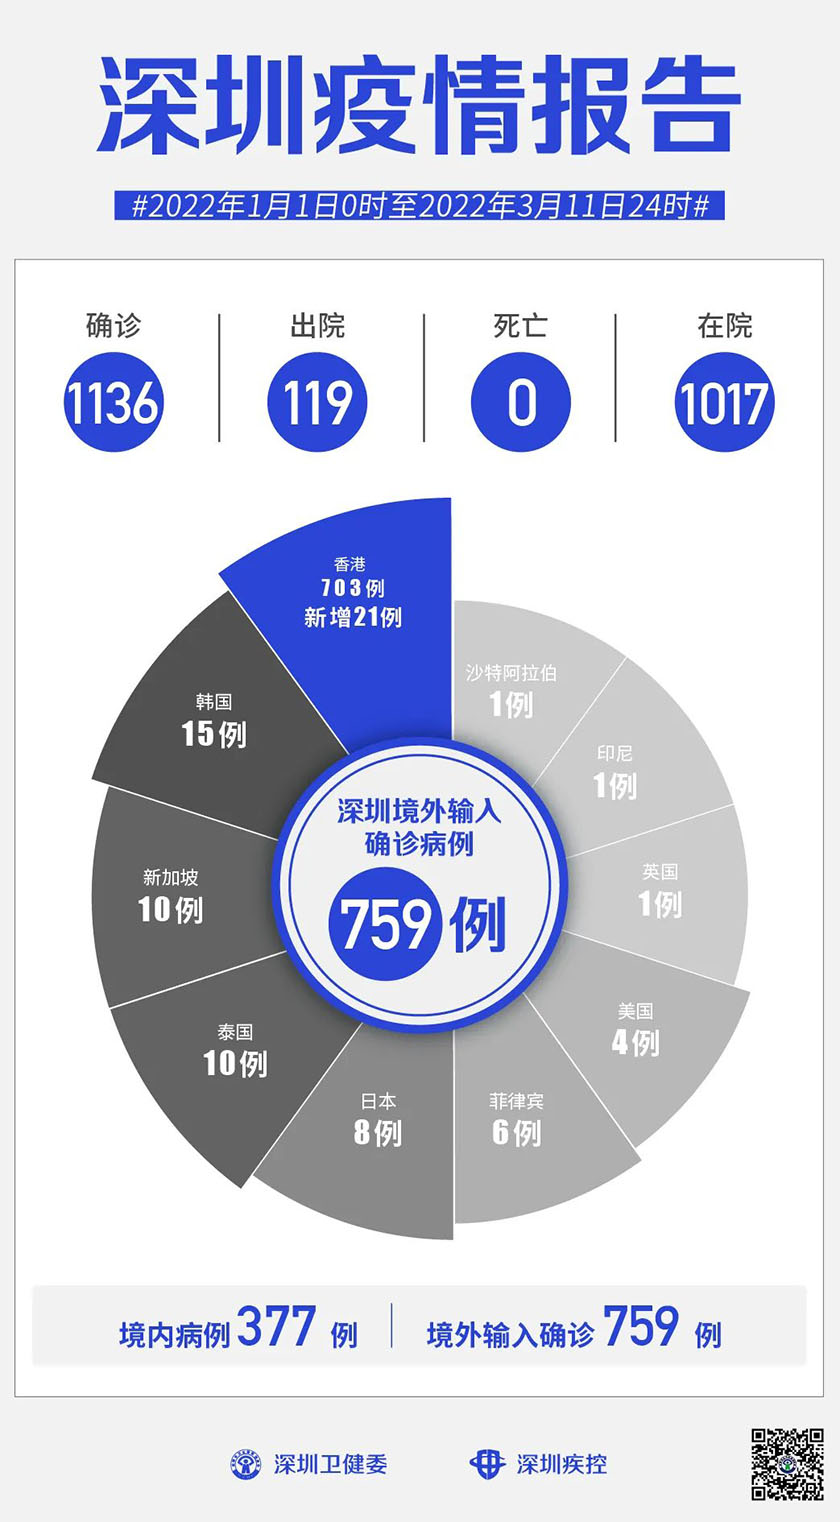 深圳疫情报告
#2022年1月1日0时至2022年3月11日24时#
确诊
1136
出院
119
死亡
0
在院
1017
香港
703例
新增21例
沙特阿拉伯
1例
印尼
1例
英国
1例
美国
4例
菲律宾
6例
日本
8例
泰国
10例
新加坡
10例
韩国
15例
深圳境外输入
确诊病例
759例
境内病例377例
境外输入确诊759例
深圳卫健委
深圳疾控